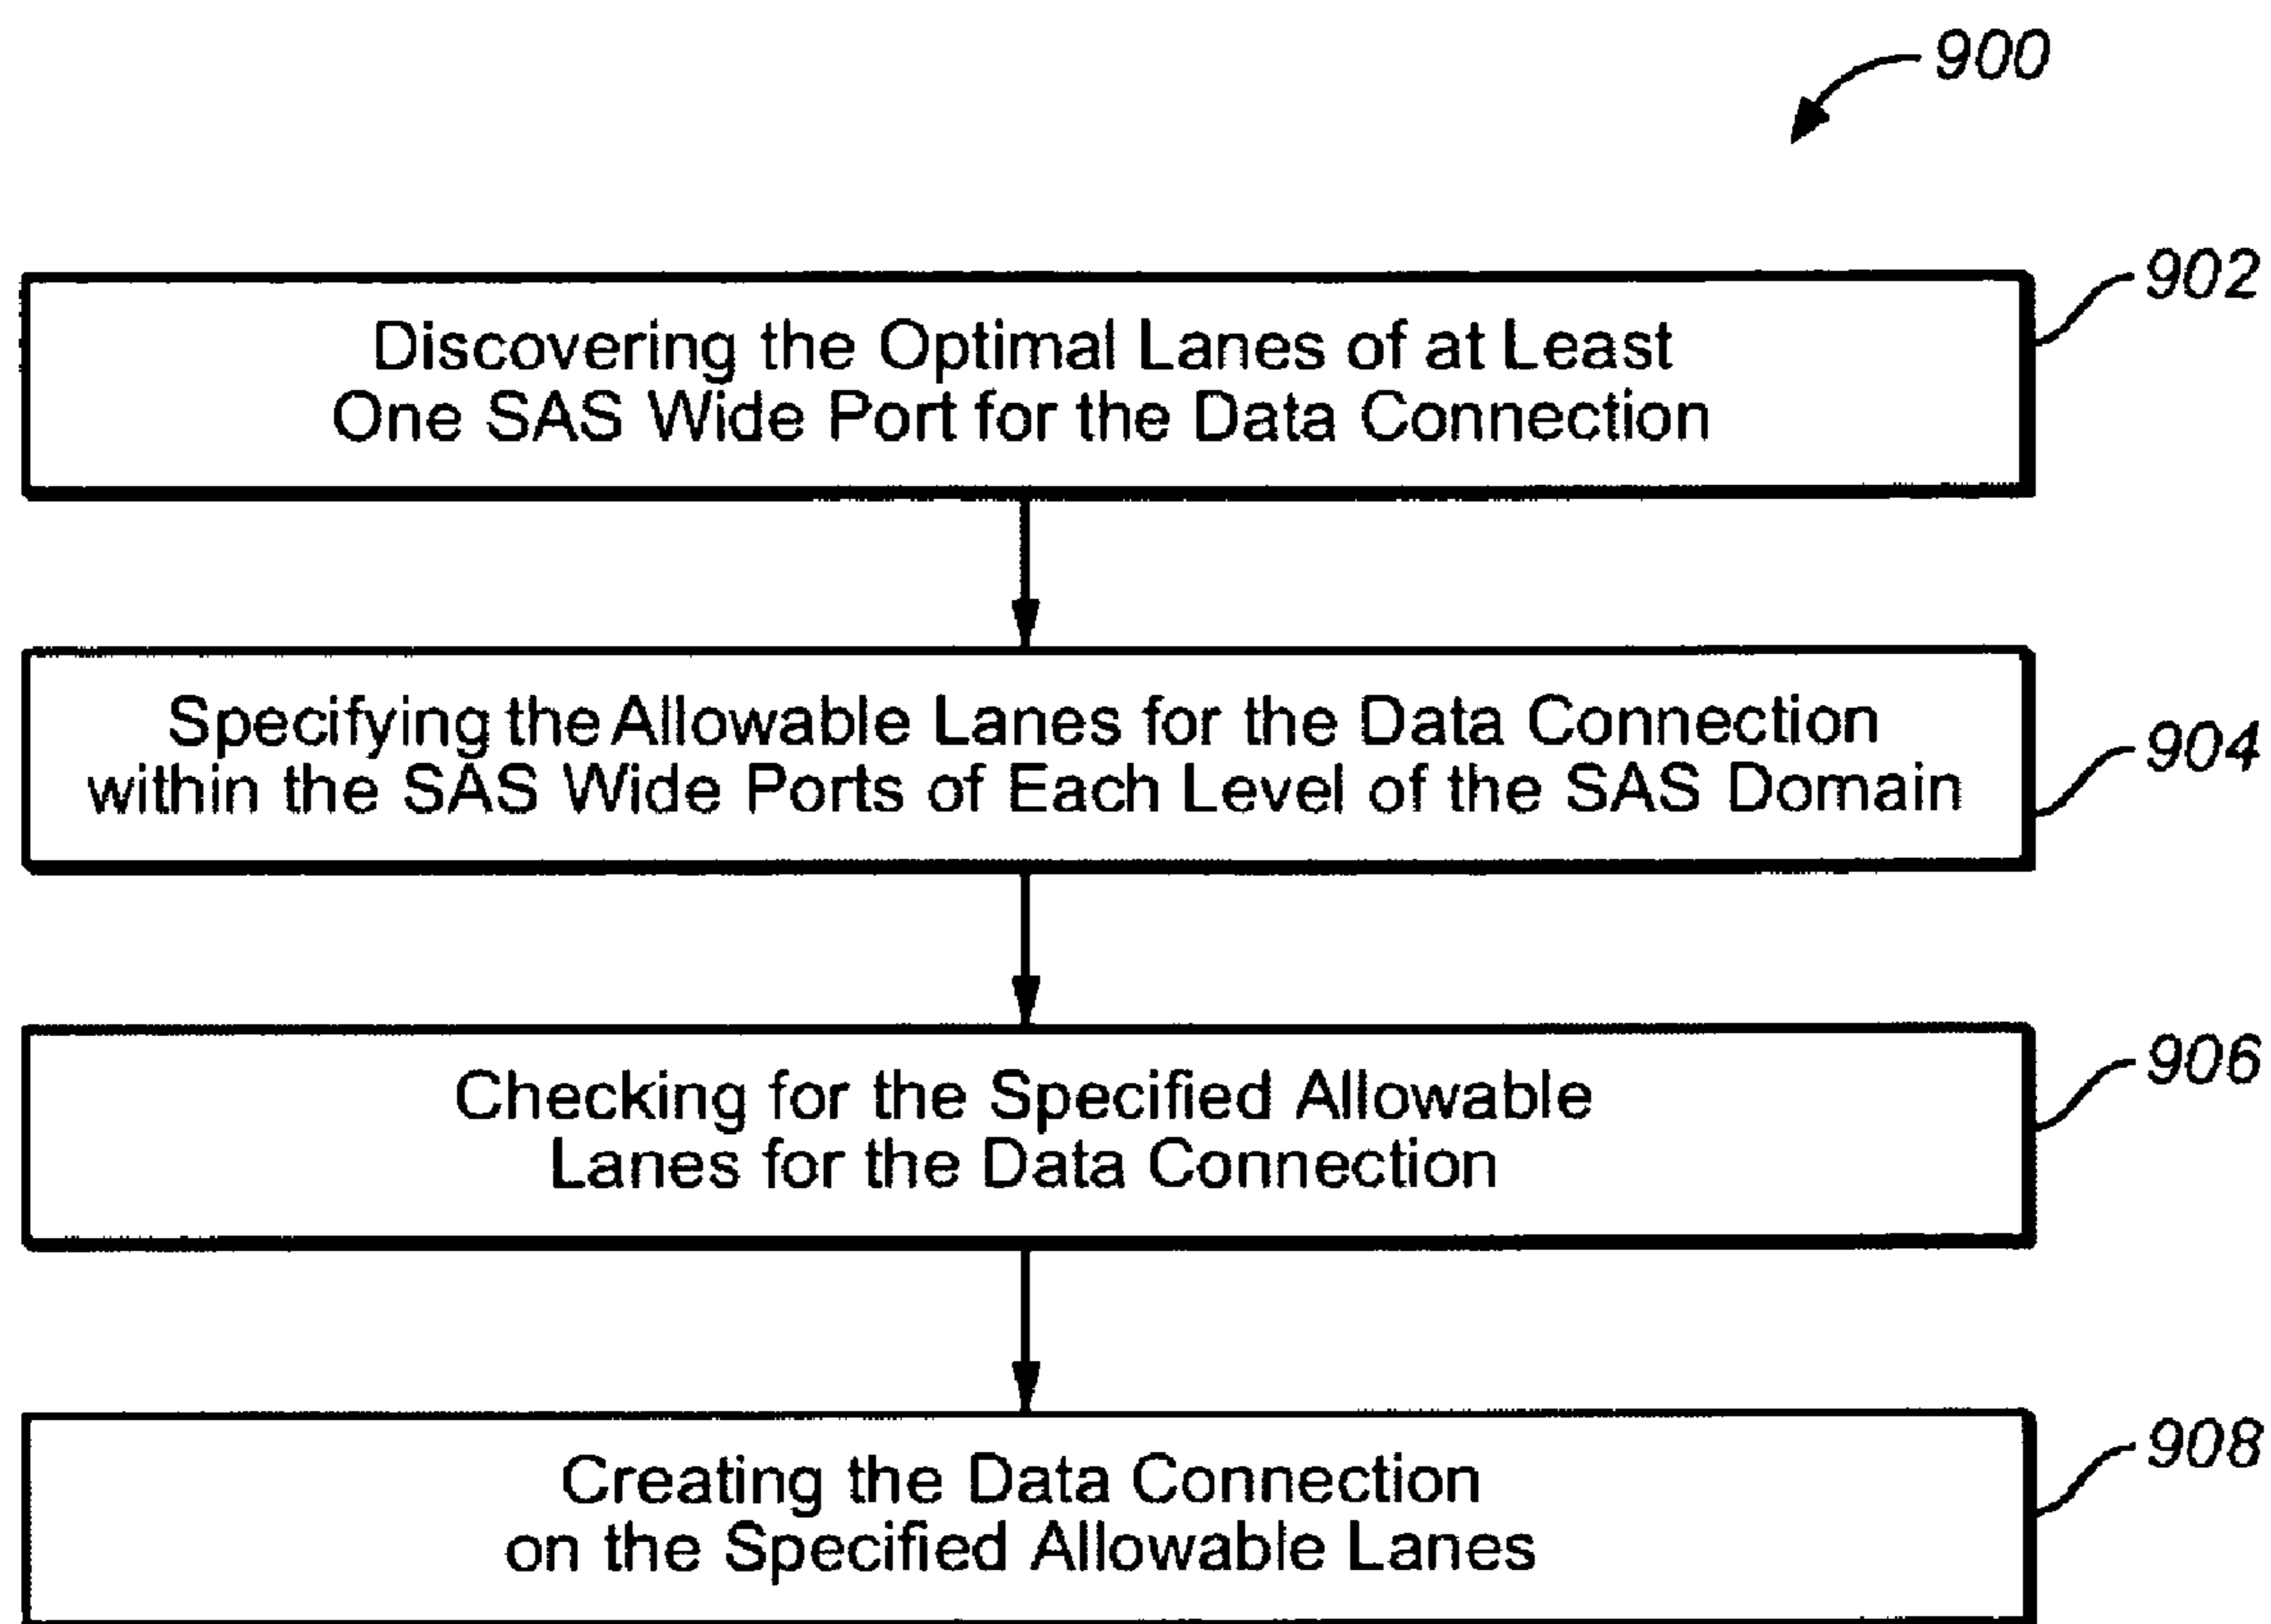 900
902
Discovering the Optimal Lanes of at Least
One SAS Wide Port for the Data Connection
904
Specifying the Allowable Lanes for the Data Connection
within the SAS Wide Ports of Each Level of the SAS Domain
906
Checking for the Specified Allowable
Lanes for the Data Connection
908
Creating the Data Connection
on the Specified Allowable Lanes